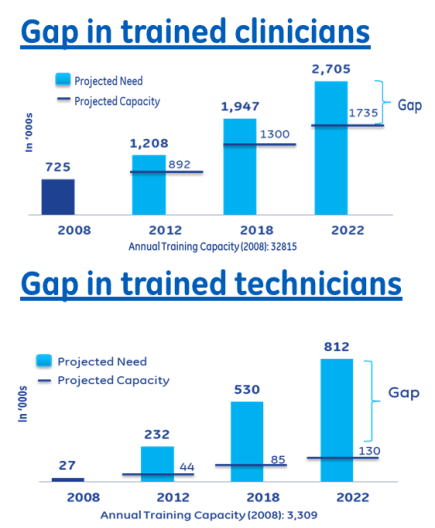 Gap in trained clinicians
2,705
Projected Need
Projected Capacity
1,947
1735
Gap
In '000s
1,208
1300
725
892
2008 2012 2018 2022
Annual Training Capacity (2008): 32815
Gap in trained technicians
812
Projected Need
Projected Capacity
530
Gap
In '000s
232
130
27
44
85
2008 2012 2018 2022
Annual Training Capacity (2008): 3,309